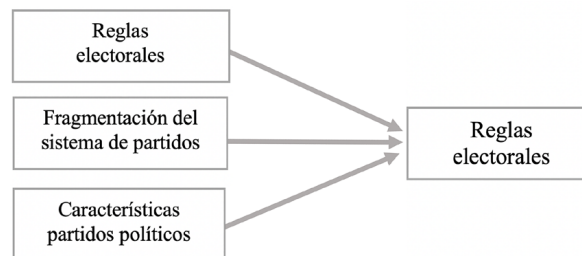 Reglas
electorales
Fragmentación del
sistema de partidos
Características
partidos políticos
Reglas
electorales